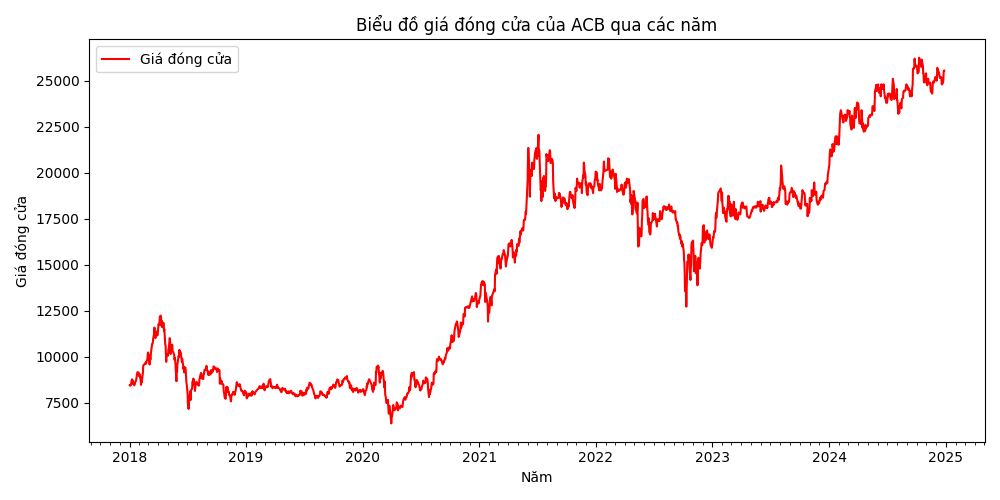 Biểu đồ giá đóng cửa của ACB qua các năm
Giá đóng cửa
Giá đóng cửa
25000
22500
20000
17500
15000
12500
10000
7500
2018 2019 2020 2021 2022 2023 2024 2025
Năm